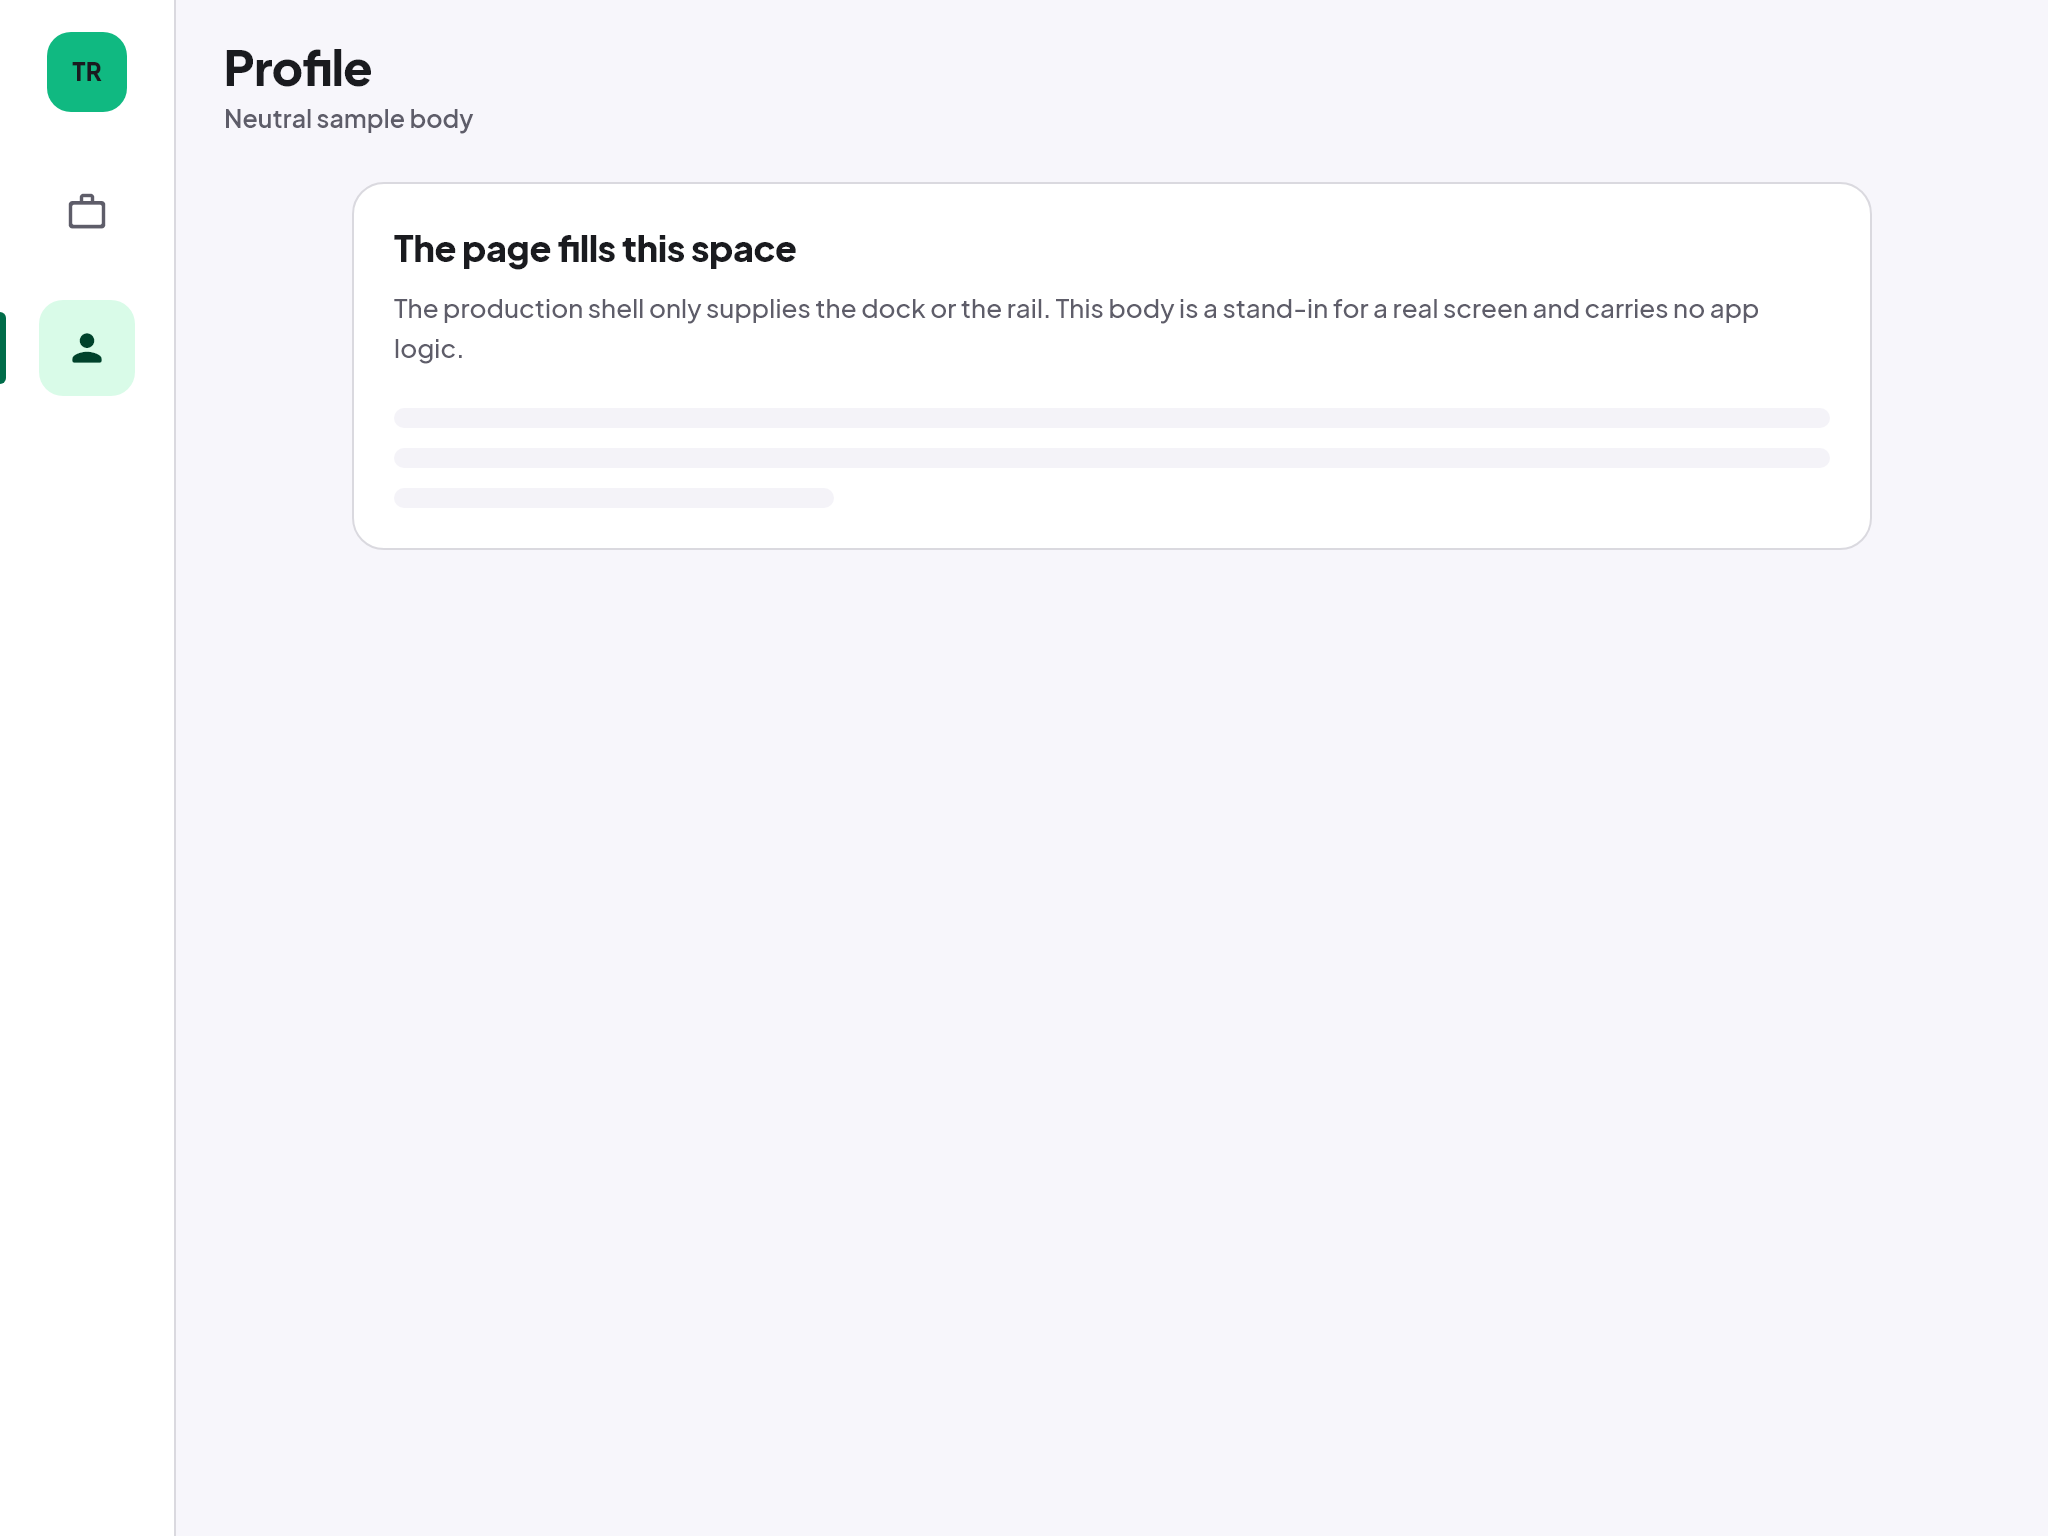 TR
Profile
Neutral sample body
The page fills this space
The production shell only supplies the dock or the rail. This body is a stand-in for a real screen and carries no app
logic.